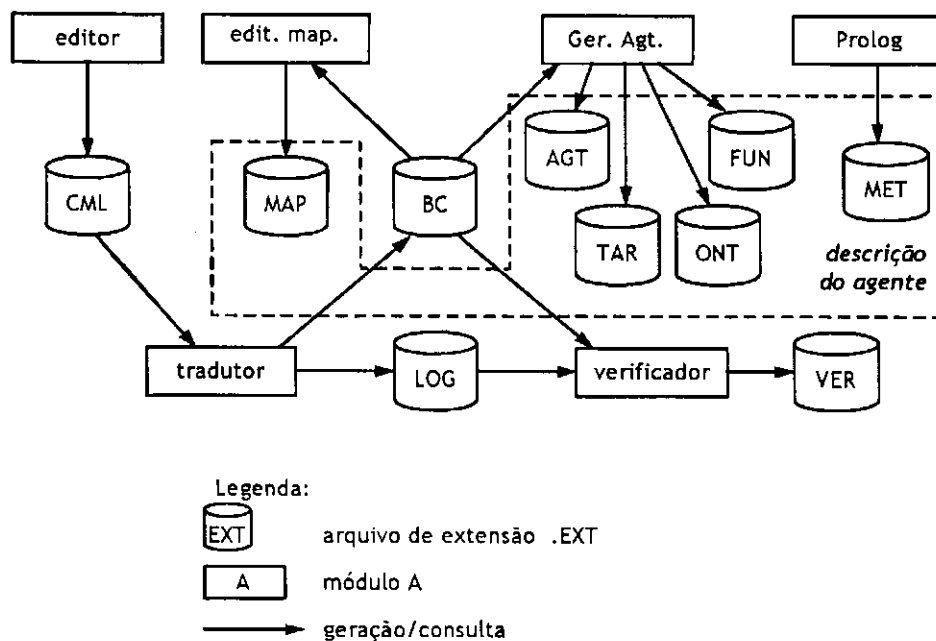 editor
edit. map.
Ger. Agt.
Prolog
CML
MAP
BC
AGT
FUN
MET
TAR
ONT
descrição
do agente
tradutor
LOG
verificador
VER
Legenda:
EXT
arquivo de extensão .EXT
A
módulo A
geração/consulta